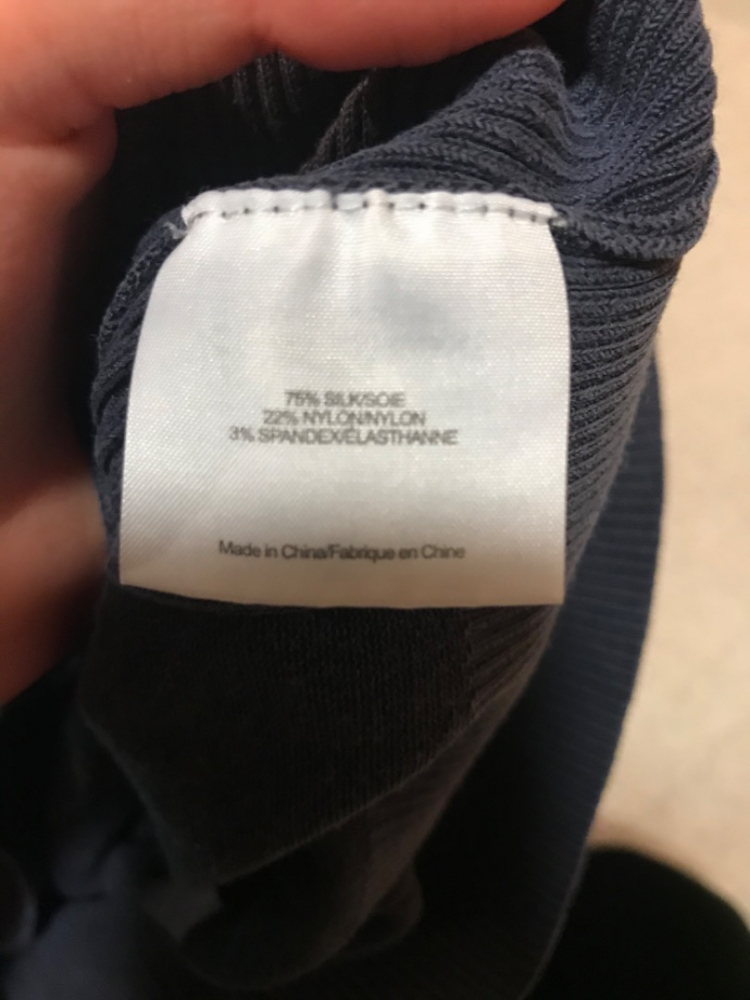 75% SILK/SOIE
22% NYLON/NYLON
3% SPANDEX/ÉLASTHANNE
Made in China/Fabrique en Chine